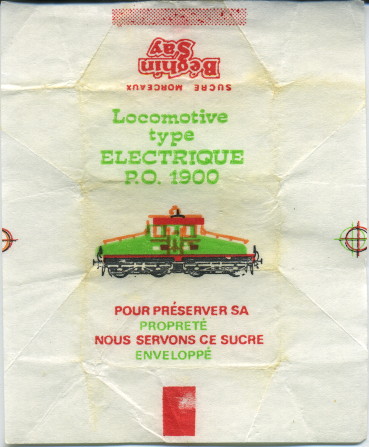 Béghin
Say
SUCRE MORCEAUX
Locomotive
type
ELECTRIQUE
P.O. 1900
POUR PRÉSERVER SA
PROPRETÉ
NOUS SERVONS CE SUCRE
ENVELOPPÉ